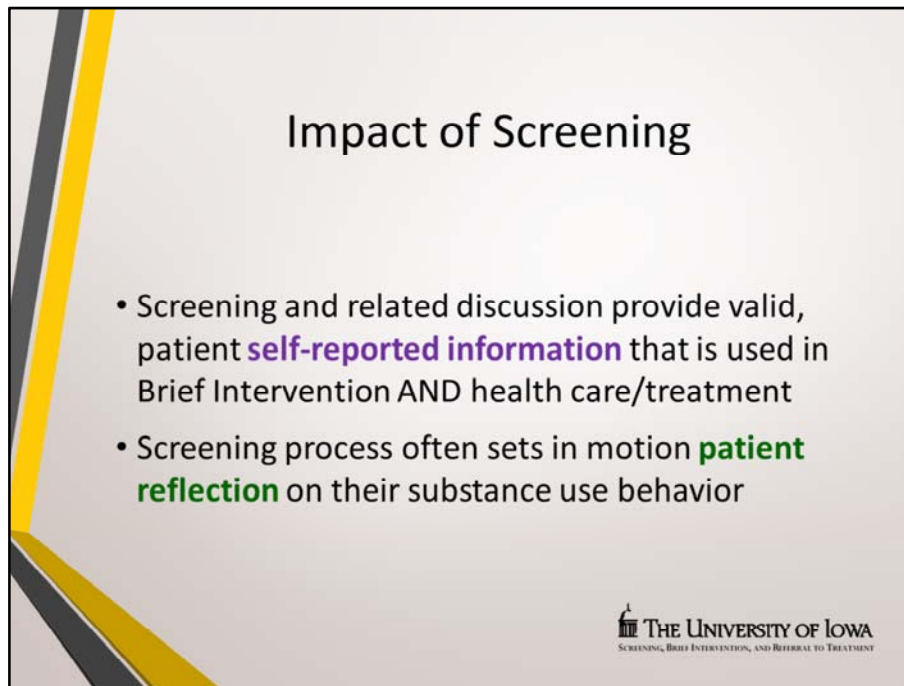 Impact of Screening
• Screening and related discussion provide valid,
patient self-reported information that is used in
Brief Intervention AND health care/treatment
• Screening process often sets in motion patient
reflection on their substance use behavior
THE UNIVERSITY OF IOWA
SCREENING, BRIEF INTERVENTION, AND REFERRAL TO TREATMENT